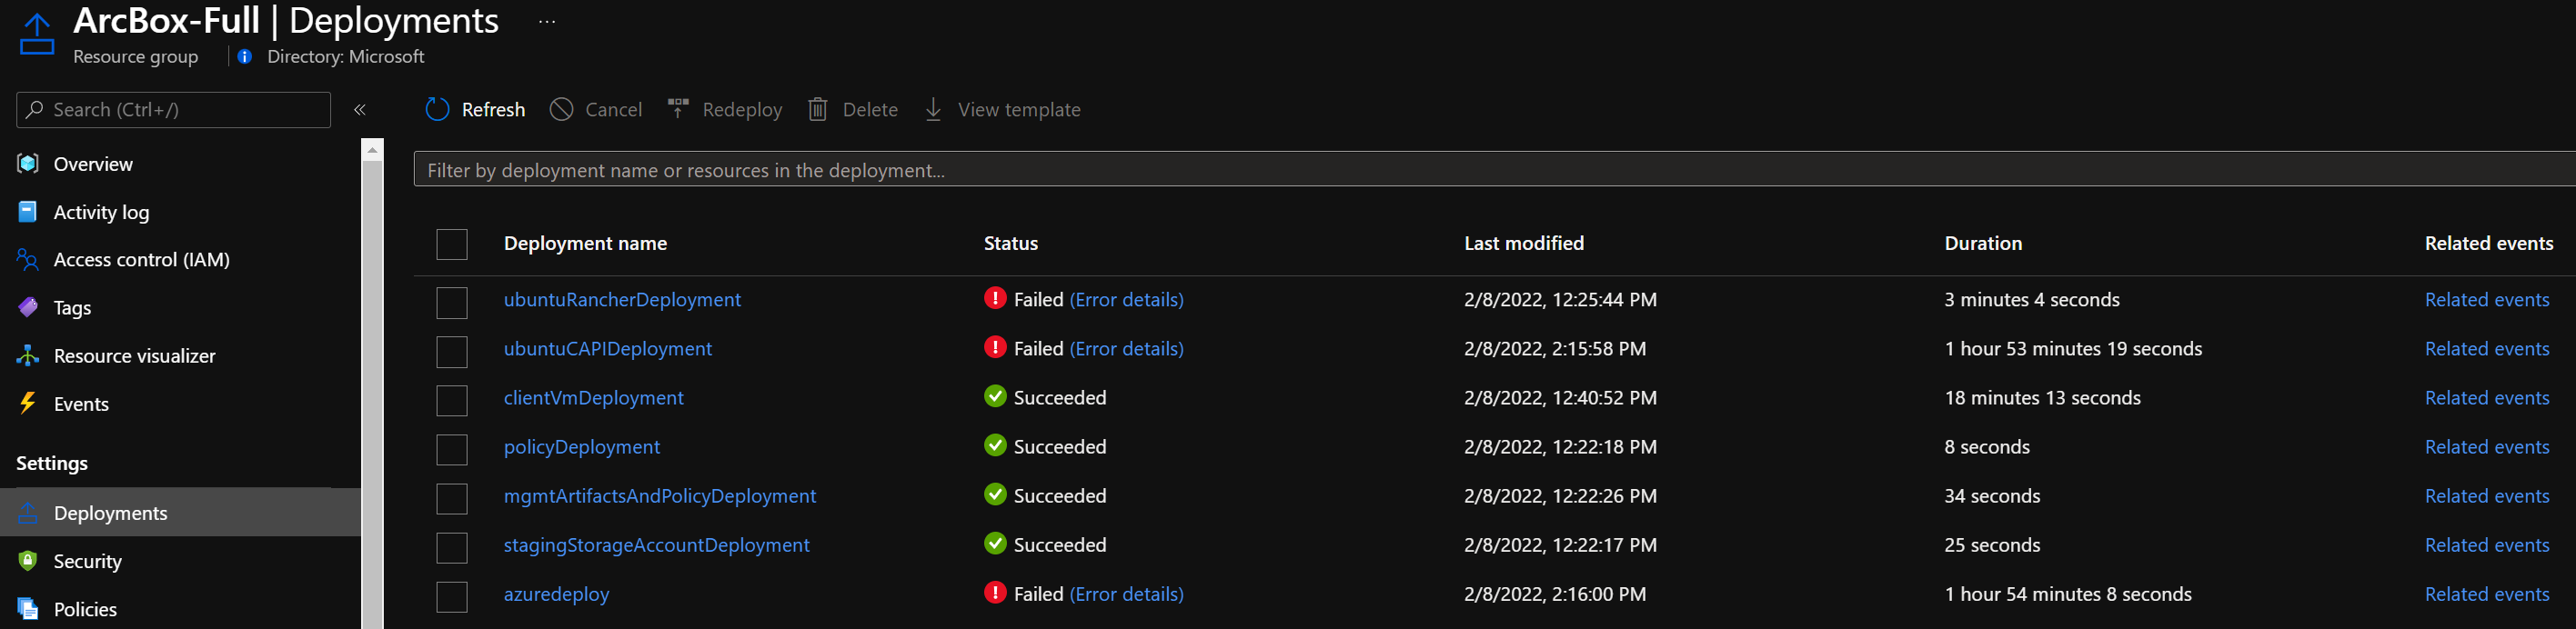 ArcBox-Full | Deployments ...
Resource group | Directory: Microsoft
Search (Ctrl+/) «
Refresh Cancel Redeploy Delete View template
Filter by deployment name or resources in the deployment...
Overview
Activity log
Access control (IAM)
Tags
Resource visualizer
Events
Settings
Deployments
Security
Policies
Deployment name Status Last modified Duration Related events
ubuntuRancherDeployment Failed (Error details) 2/8/2022, 12:25:44 PM 3 minutes 4 seconds Related events
ubuntuCAPIDeployment Failed (Error details) 2/8/2022, 2:15:58 PM 1 hour 53 minutes 19 seconds Related events
clientVmDeployment Succeeded 2/8/2022, 12:40:52 PM 18 minutes 13 seconds Related events
policyDeployment Succeeded 2/8/2022, 12:22:18 PM 8 seconds Related events
mgmtArtifactsAndPolicyDeployment Succeeded 2/8/2022, 12:22:26 PM 34 seconds Related events
stagingStorageAccountDeployment Succeeded 2/8/2022, 12:22:17 PM 25 seconds Related events
azuredeploy Failed (Error details) 2/8/2022, 2:16:00 PM 1 hour 54 minutes 8 seconds Related events